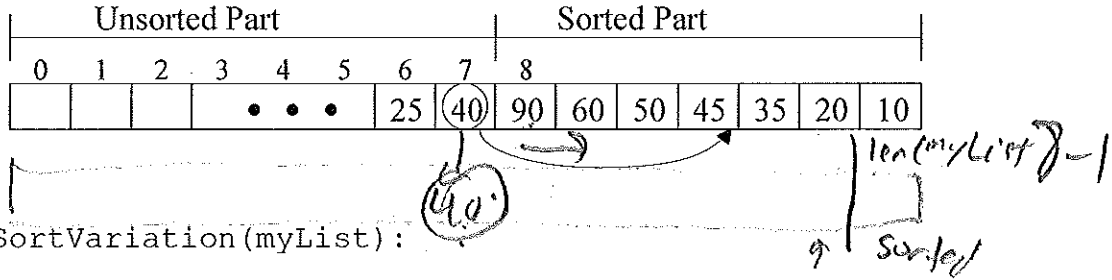 Unsorted Part Sorted Part
0 1 2 3 4 5 6 7 8
• • • 25 40 90 60 50 45 35 20 10
len(myList)-1
40
SortVariation(myList):
sorted